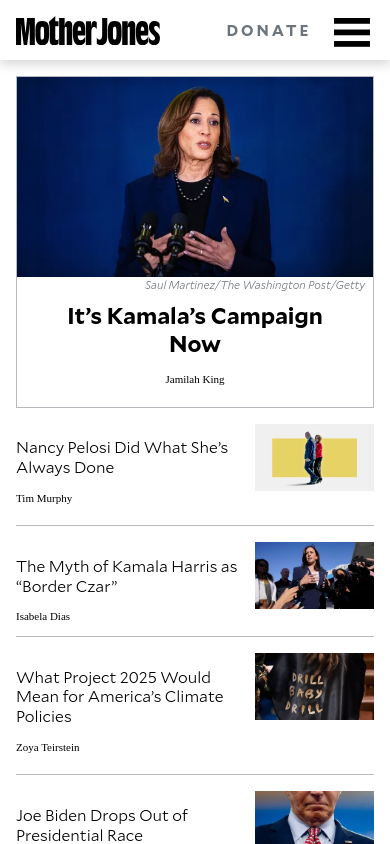 Mother Jones
DONATE
Saul Martinez/The Washington Post/Getty
It’s Kamala’s Campaign
Now
Jamilah King
Nancy Pelosi Did What She’s
Always Done
Tim Murphy
The Myth of Kamala Harris as
“Border Czar”
Isabela Dias
What Project 2025 Would
Mean for America’s Climate
Policies
Zoya Teirstein
DRILL
BABY
DRILL
Joe Biden Drops Out of
Presidential Race